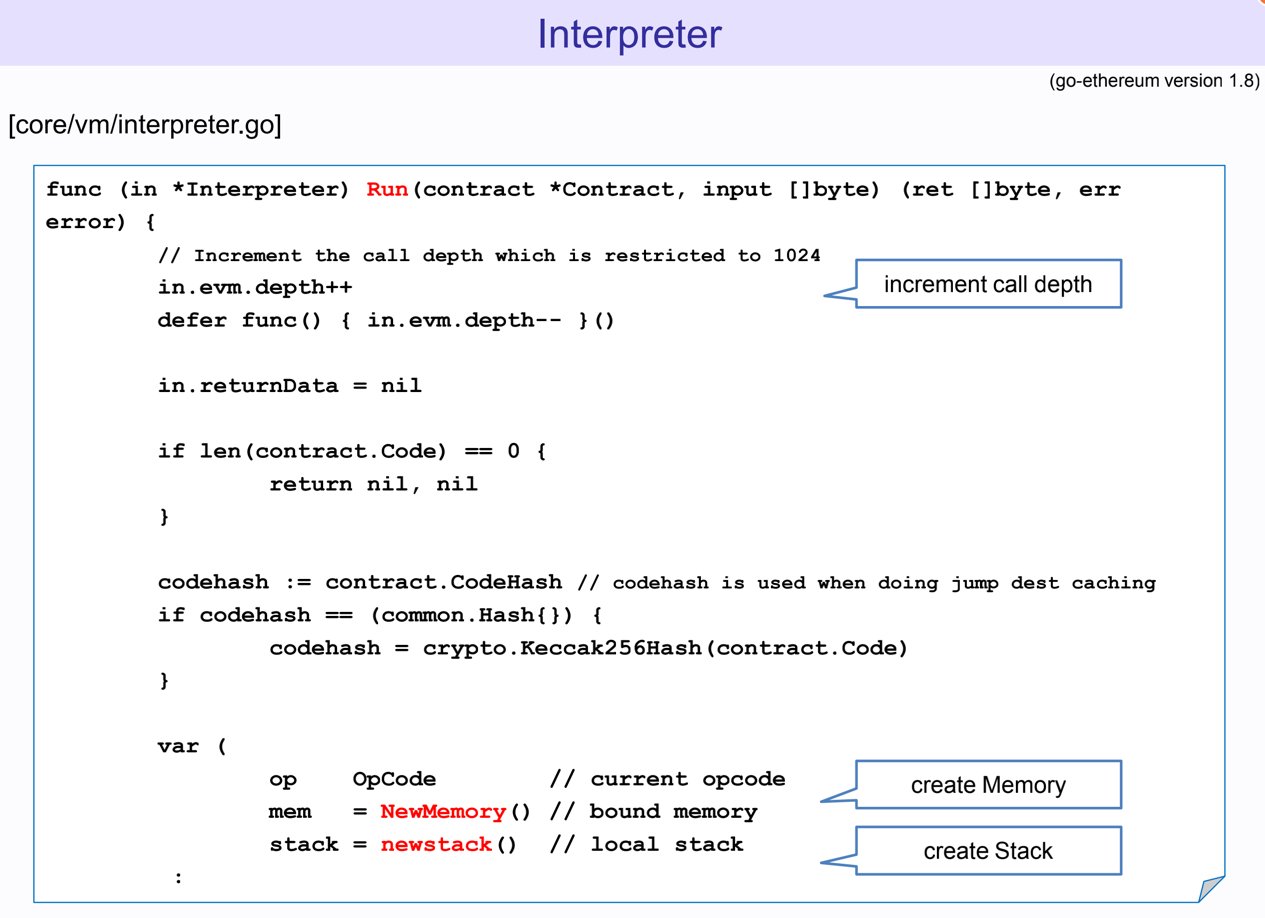 Interpreter
(go-ethereum version 1.8)
[core/vm/interpreter.go]
func (in *Interpreter) Run(contract *Contract, input []byte) (ret []byte, err
error) {
// Increment the call depth which is restricted to 1024
increment call depth
in.evm.depth++
defer func() { in.evm.depth-- }()
in.returnData = nil
if len(contract.Code) == 0 {
return nil, nil
}
codehash := contract.CodeHash // codehash is used when doing jump dest caching
if codehash == (common.Hash{}) {
codehash = crypto.Keccak256Hash(contract.Code)
}
var (
op    OpCode        // current opcode
create Memory
mem   = NewMemory() // bound memory
stack = newstack()  // local stack
create Stack
: